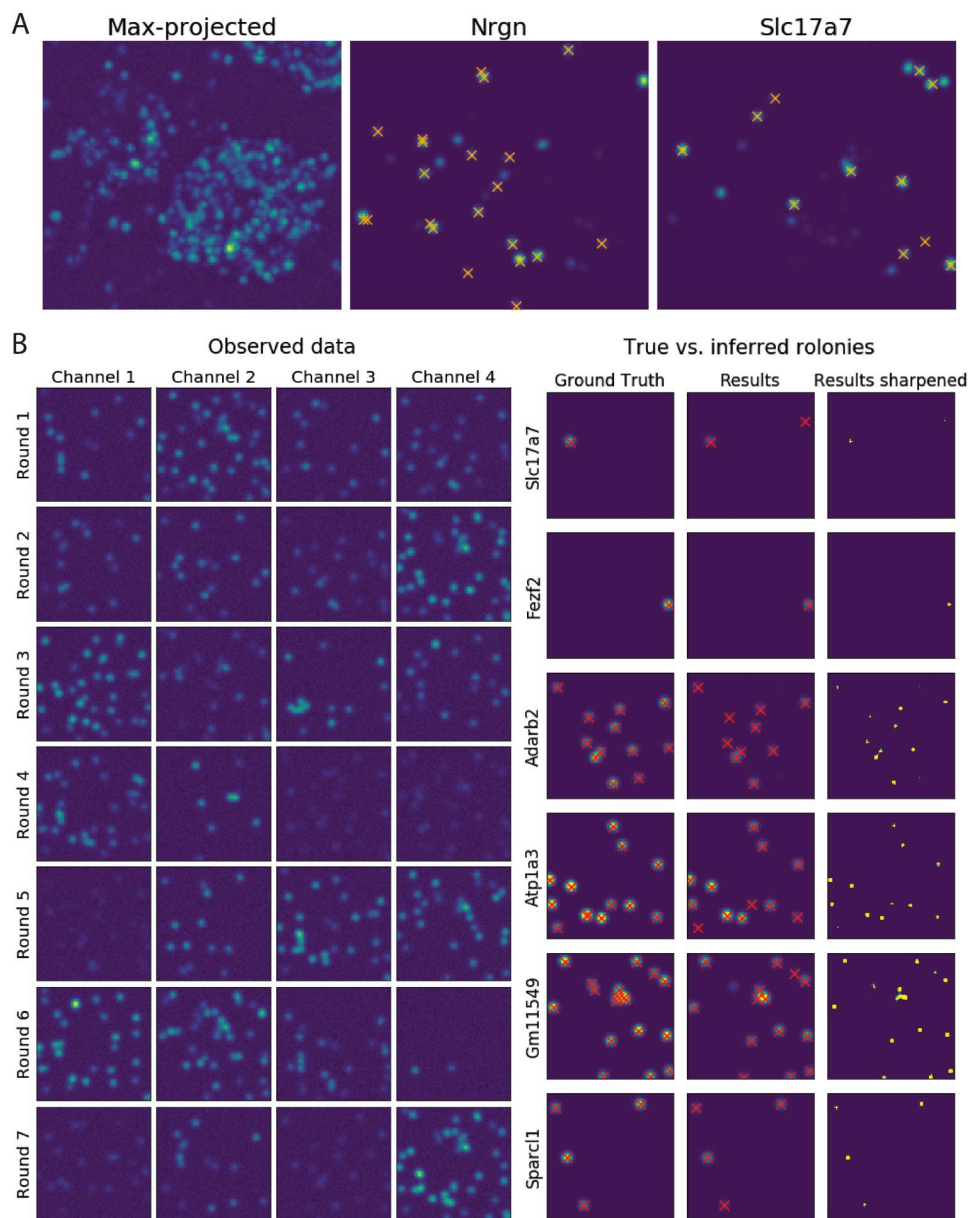 A
Max-projected
Nrgn
Slc17a7
B
Observed data
True vs. inferred rolonies
Channel 1
Channel 2
Channel 3
Channel 4
Ground Truth
Results
Results sharpened
Round 1
Round 2
Round 3
Round 4
Round 5
Round 6
Round 7
Slc17a7
Fezf2
Adarb2
Atp1a3
Gm11549
Sparcl1